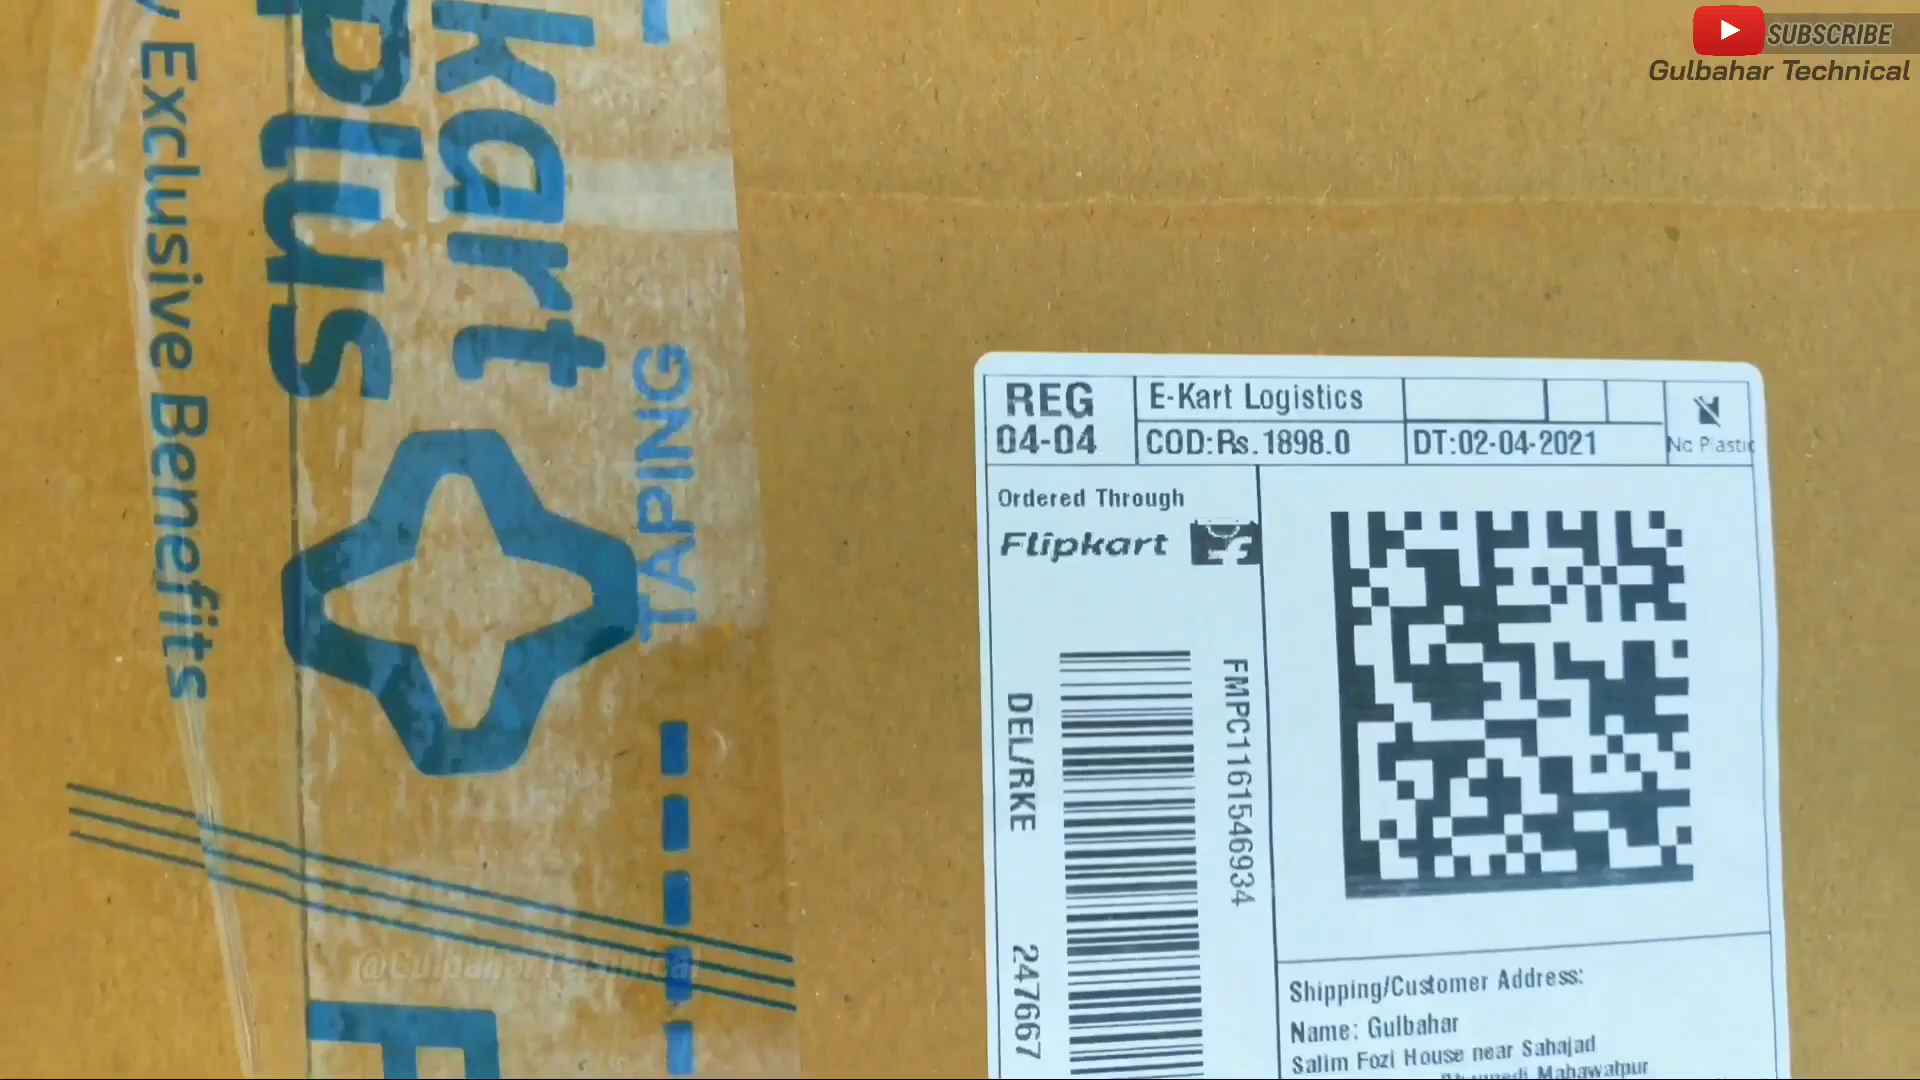 SUBSCRIBE
Gulbahar Technical
kart
plus
Exclusive Benefits
TAPING
REG
04-04
E-Kart Logistics
COD:Rs.1898.0
DT:02-04-2021
No Plastic
Ordered Through
Flipkart
FMPC1161546934
DEL/RKE
247667
@GulbaharTechnical
Shipping/Customer Address:
Name: Gulbahar
Salim Fozi House near Sahajad
Mahawatpur